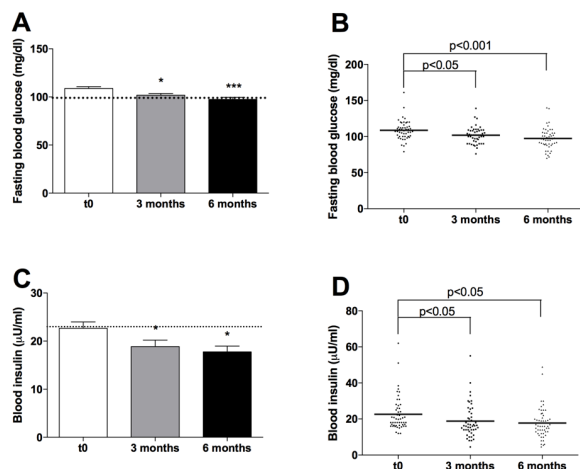 A
Fasting blood glucose (mg/dl)
150
100
50
0
*
***
t0 3 months 6 months
B
Fasting blood glucose (mg/dl)
200
150
100
50
0
p<0.001
p<0.05
t0 3 months 6 months
C
Blood insulin (μU/ml)
30
20
10
0
*
*
t0 3 months 6 months
D
Blood insulin (μU/ml)
80
60
40
20
0
p<0.05
p<0.05
t0 3 months 6 months